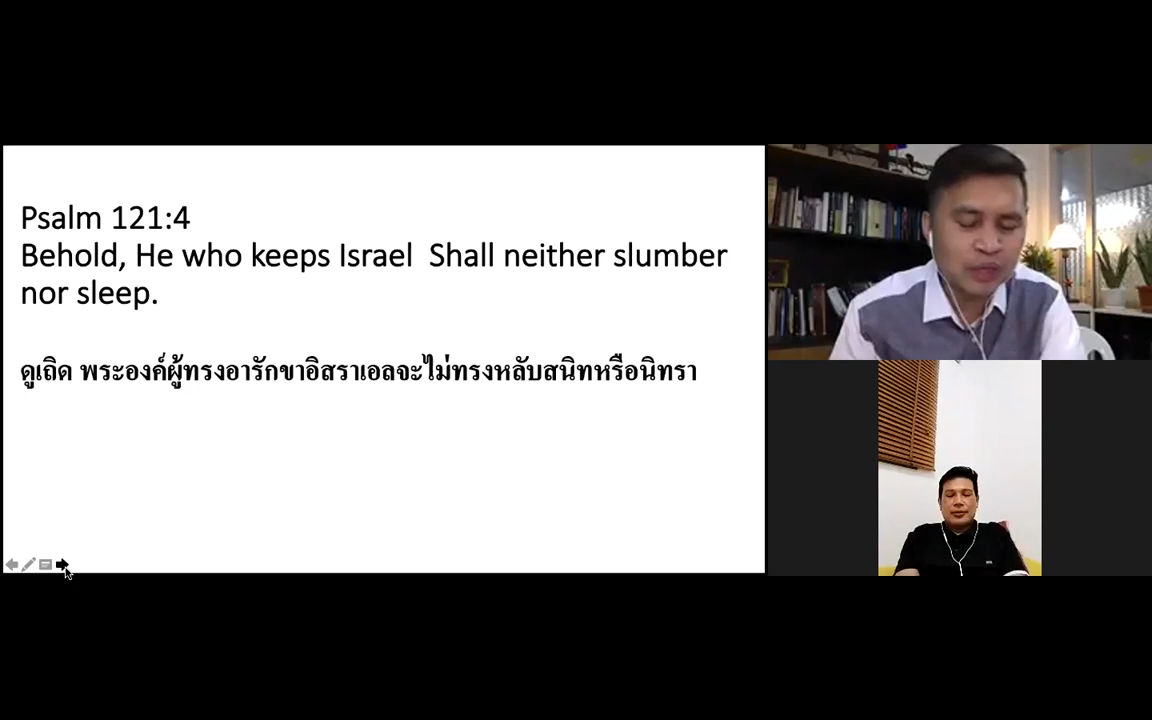 Psalm 121:4
Behold, He who keeps Israel  Shall neither slumber
nor sleep.
ดูเถิด พระองค์ผู้ทรงอารักขาอิสราเอลจะไม่ทรงหลับสนิทหรือนิทรา